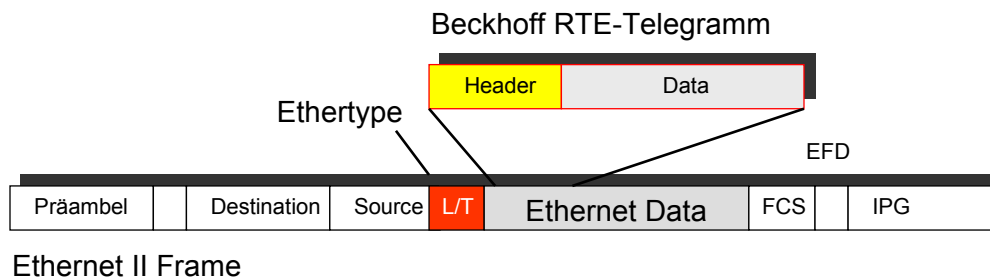 Beckhoff RTE-Telegramm
Header Data
Ethertype
EFD
Präambel Destination Source L/T Ethernet Data FCS IPG
Ethernet II Frame